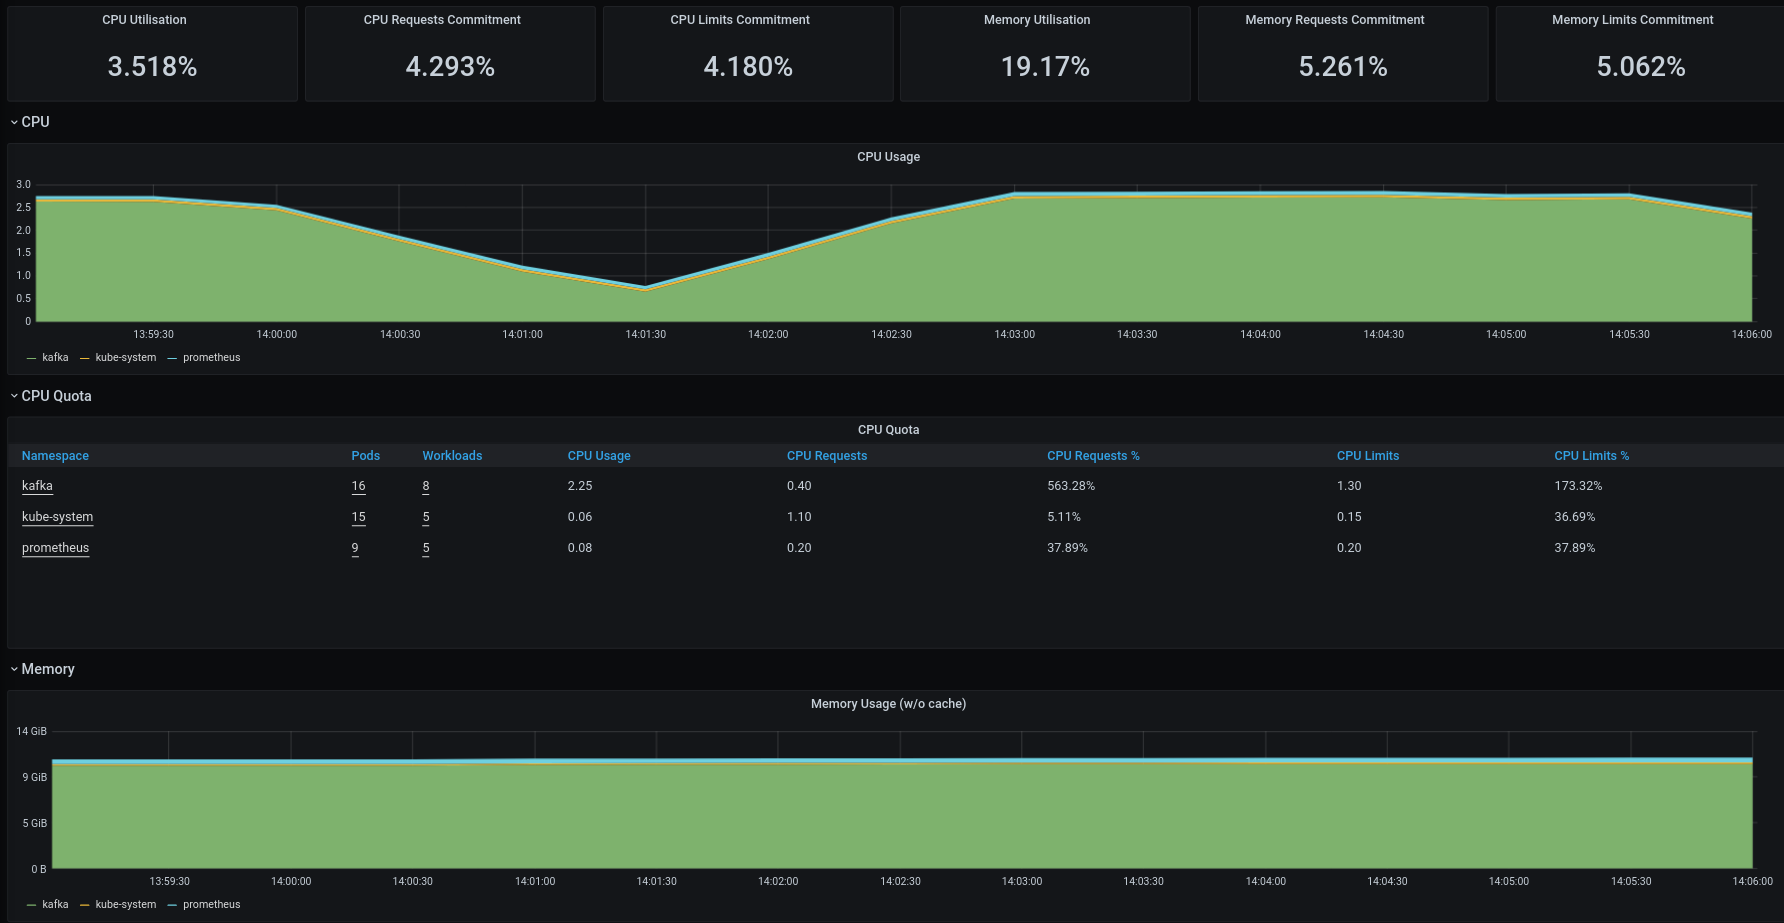 CPU Utilisation CPU Requests Commitment CPU Limits Commitment Memory Utilisation Memory Requests Commitment Memory Limits Commitment
3.518% 4.293% 4.180% 19.17% 5.261% 5.062%
CPU
CPU Usage
3.0
2.5
2.0
1.5
1.0
0.5
0
13:59:30 14:00:00 14:00:30 14:01:00 14:01:30 14:02:00 14:02:30 14:03:00 14:03:30 14:04:00 14:04:30 14:05:00 14:05:30 14:06:00
kafka kube-system prometheus
CPU Quota
CPU Quota
Namespace Pods Workloads CPU Usage CPU Requests CPU Requests % CPU Limits CPU Limits %
kafka 16 8 2.25 0.40 563.28% 1.30 173.32%
kube-system 15 5 0.06 1.10 5.11% 0.15 36.69%
prometheus 9 5 0.08 0.20 37.89% 0.20 37.89%
Memory
Memory Usage (w/o cache)
14 GiB
9 GiB
5 GiB
0 B
13:59:30 14:00:00 14:00:30 14:01:00 14:01:30 14:02:00 14:02:30 14:03:00 14:03:30 14:04:00 14:04:30 14:05:00 14:05:30 14:06:00
kafka kube-system prometheus